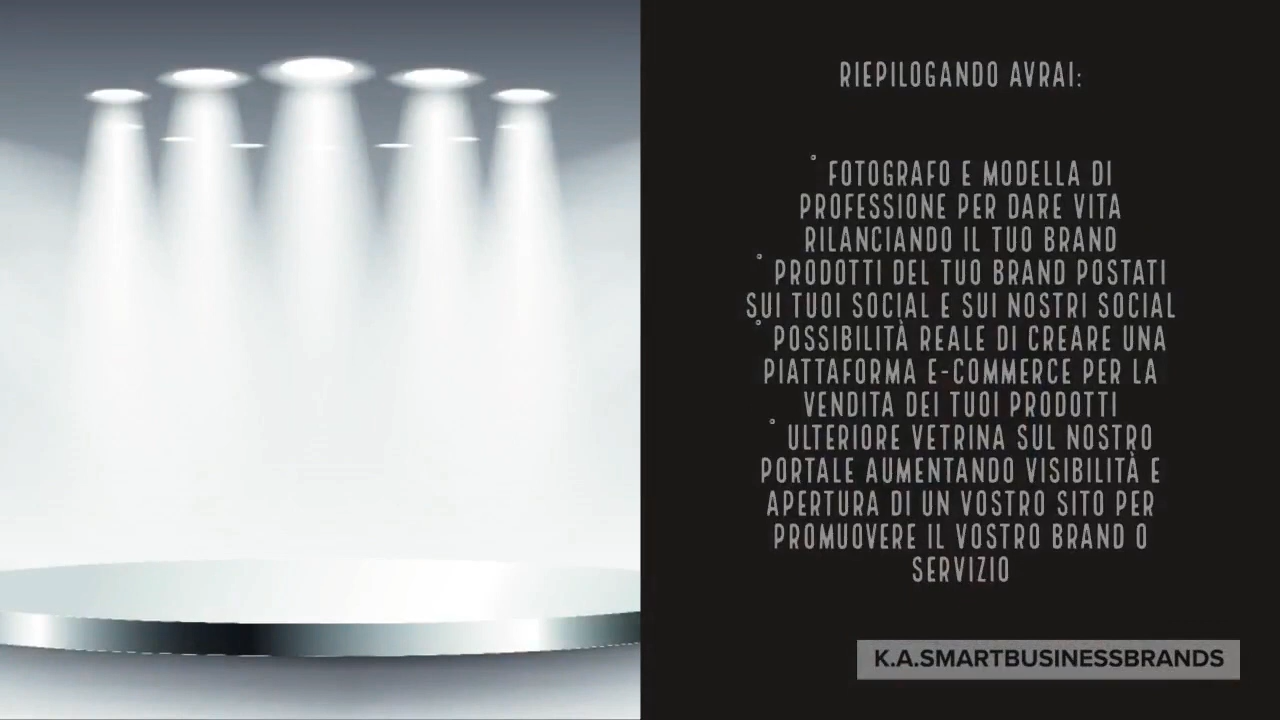 RIEPILOGANDO AVRAI:
° FOTOGRAFO E MODELLA DI
PROFESSIONE PER DARE VITA
RILANCIANDO IL TUO BRAND
° PRODOTTI DEL TUO BRAND POSTATI
SUI TUOI SOCIAL E SUI NOSTRI SOCIAL
° POSSIBILITÀ REALE DI CREARE UNA
PIATTAFORMA E-COMMERCE PER LA
VENDITA DEI TUOI PRODOTTI
° ULTERIORE VETRINA SUL NOSTRO
PORTALE AUMENTANDO VISIBILITÀ E
APERTURA DI UN VOSTRO SITO PER
PROMUOVERE IL VOSTRO BRAND O
SERVIZIO
K.A.SMARTBUSINESSBRANDS